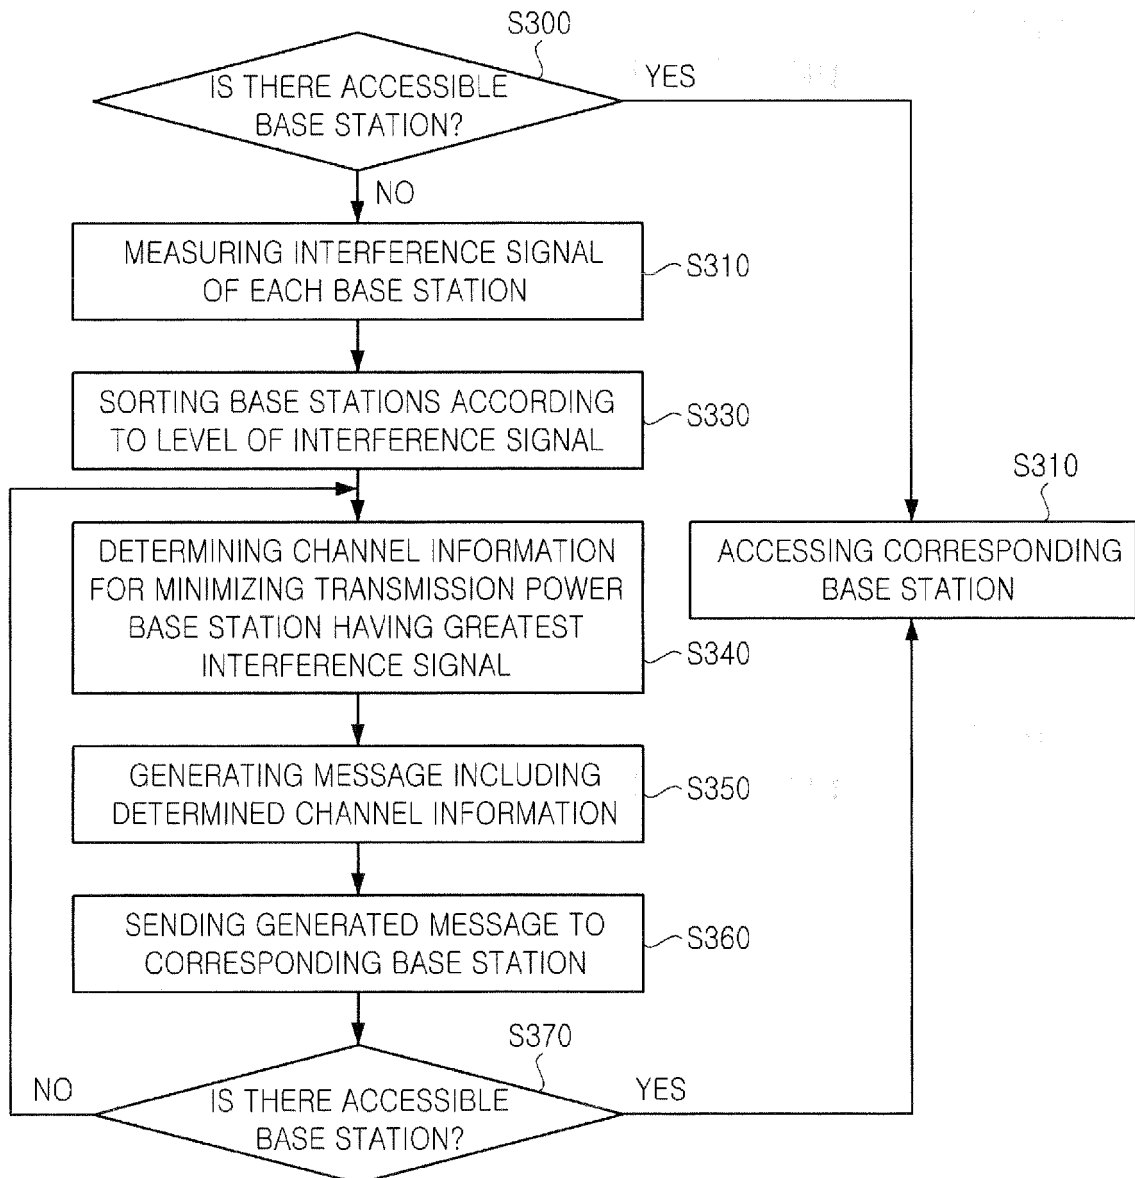 S300
IS THERE ACCESSIBLE
BASE STATION?
YES
NO
MEASURING INTERFERENCE SIGNAL
OF EACH BASE STATION
S310
SORTING BASE STATIONS ACCORDING
TO LEVEL OF INTERFERENCE SIGNAL
S330
S310
ACCESSING CORRESPONDING
BASE STATION
DETERMINING CHANNEL INFORMATION
FOR MINIMIZING TRANSMISSION POWER
BASE STATION HAVING GREATEST
INTERFERENCE SIGNAL
S340
GENERATING MESSAGE INCLUDING
DETERMINED CHANNEL INFORMATION
S350
SENDING GENERATED MESSAGE TO
CORRESPONDING BASE STATION
S360
S370
NO
IS THERE ACCESSIBLE
BASE STATION?
YES